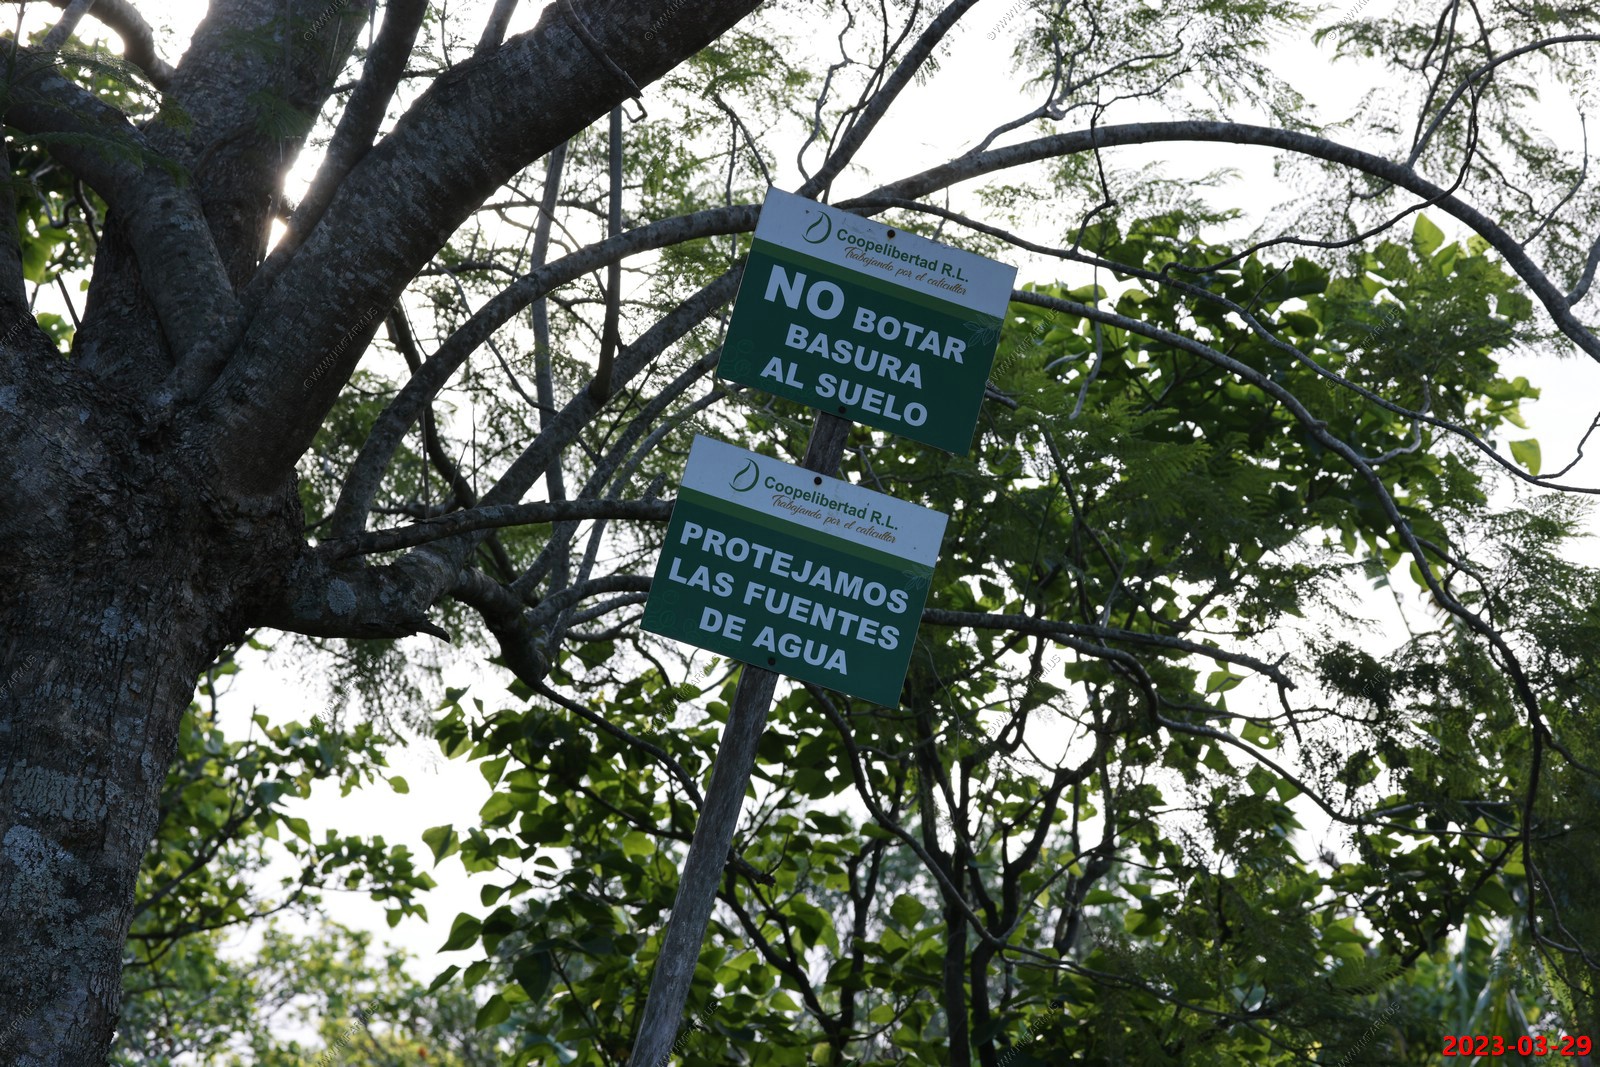 Coopelibertad R.L.
Trabajando por el caficultor
NO BOTAR
BASURA
AL SUELO
Coopelibertad R.L.
Trabajando por el caficultor
PROTEJAMOS
LAS FUENTES
DE AGUA
2023-03-29